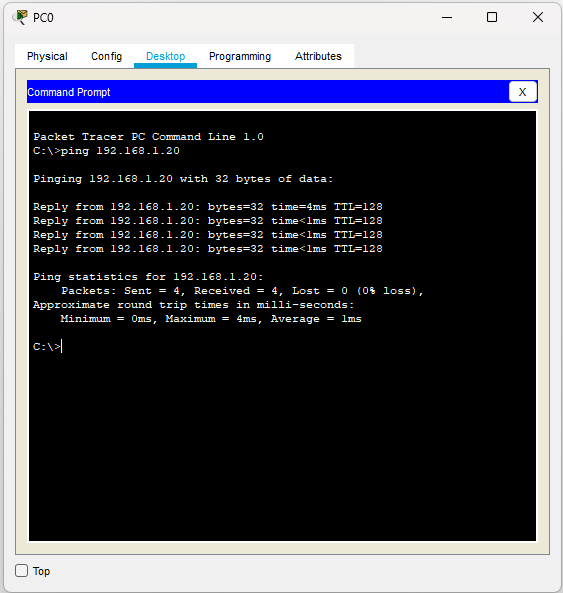 PC0
Physical Config Desktop Programming Attributes
Command Prompt
X
Packet Tracer PC Command Line 1.0
C:\>ping 192.168.1.20
Pinging 192.168.1.20 with 32 bytes of data:
Reply from 192.168.1.20: bytes=32 time=4ms TTL=128
Reply from 192.168.1.20: bytes=32 time<1ms TTL=128
Reply from 192.168.1.20: bytes=32 time<1ms TTL=128
Reply from 192.168.1.20: bytes=32 time<1ms TTL=128
Ping statistics for 192.168.1.20:
Packets: Sent = 4, Received = 4, Lost = 0 (0% loss),
Approximate round trip times in milli-seconds:
Minimum = 0ms, Maximum = 4ms, Average = 1ms
C:\>
Top